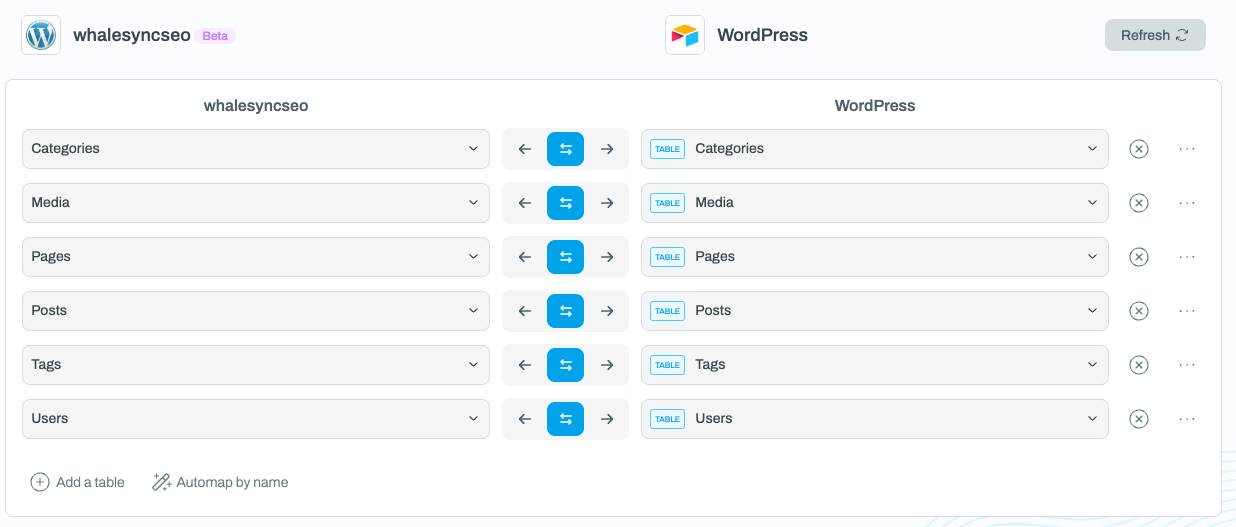 whalesyncseo Beta WordPress Refresh
whalesyncseo WordPress
Categories TABLE Categories
Media TABLE Media
Pages TABLE Pages
Posts TABLE Posts
Tags TABLE Tags
Users TABLE Users
Add a table Automap by name